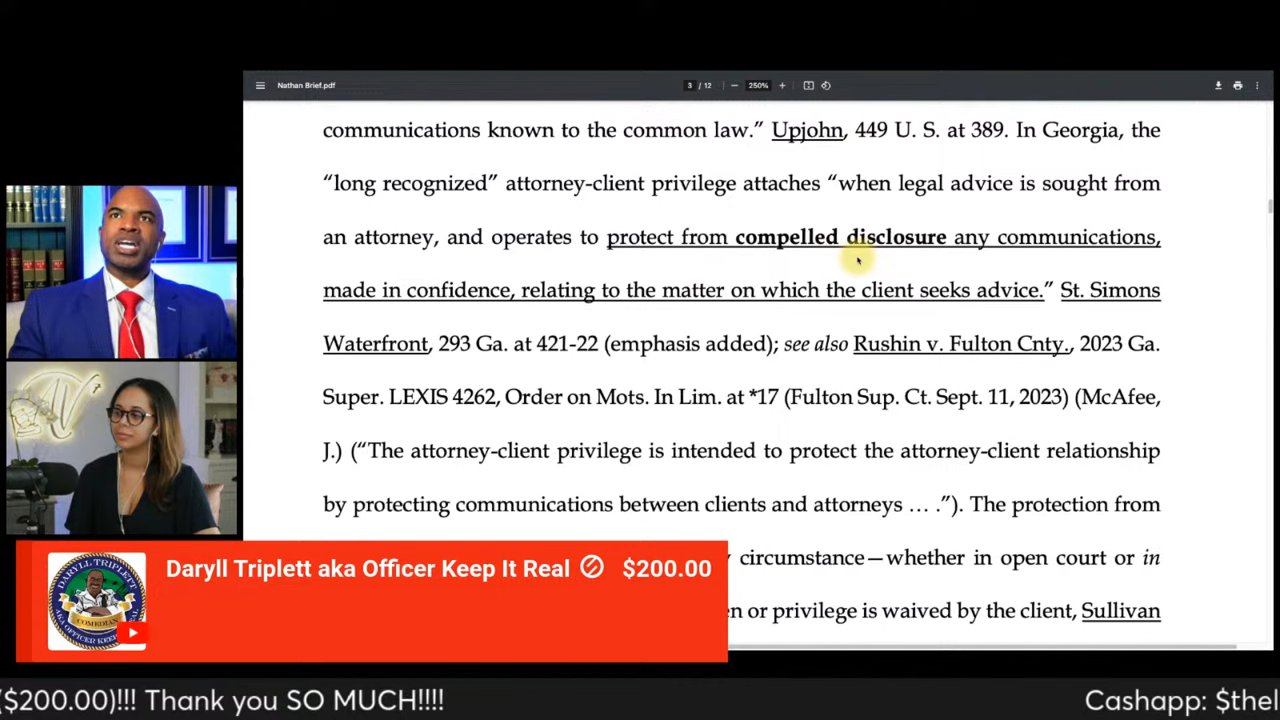 Nathan Brief.pdf
3 / 12
250%
communications known to the common law.” Upjohn, 449 U. S. at 389. In Georgia, the
“long recognized” attorney-client privilege attaches “when legal advice is sought from
an attorney, and operates to protect from compelled disclosure any communications,
made in confidence, relating to the matter on which the client seeks advice.” St. Simons
Waterfront, 293 Ga. at 421-22 (emphasis added); see also Rushin v. Fulton Cnty., 2023 Ga.
Super. LEXIS 4262, Order on Mots. In Lim. at *17 (Fulton Sup. Ct. Sept. 11, 2023) (McAfee,
J.) (“The attorney-client privilege is intended to protect the attorney-client relationship
by protecting communications between clients and attorneys … .”). The protection from
circumstance—whether in open court or in
or privilege is waived by the client, Sullivan
DARYLL TRIPLETT
COMEDIAN
Daryll Triplett aka Officer Keep It Real $200.00
($200.00)!!! Thank you SO MUCH!!!!
Cashapp: $thel